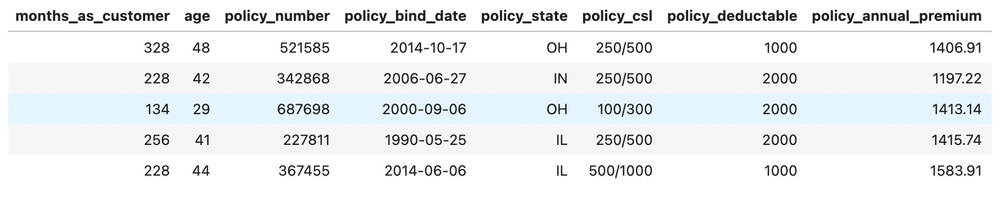 months_as_customer age policy_number policy_bind_date policy_state policy_csl policy_deductable policy_annual_premium
328 48 521585 2014-10-17 OH 250/500 1000 1406.91
228 42 342868 2006-06-27 IN 250/500 2000 1197.22
134 29 687698 2000-09-06 OH 100/300 2000 1413.14
256 41 227811 1990-05-25 IL 250/500 2000 1415.74
228 44 367455 2014-06-06 IL 500/1000 1000 1583.91